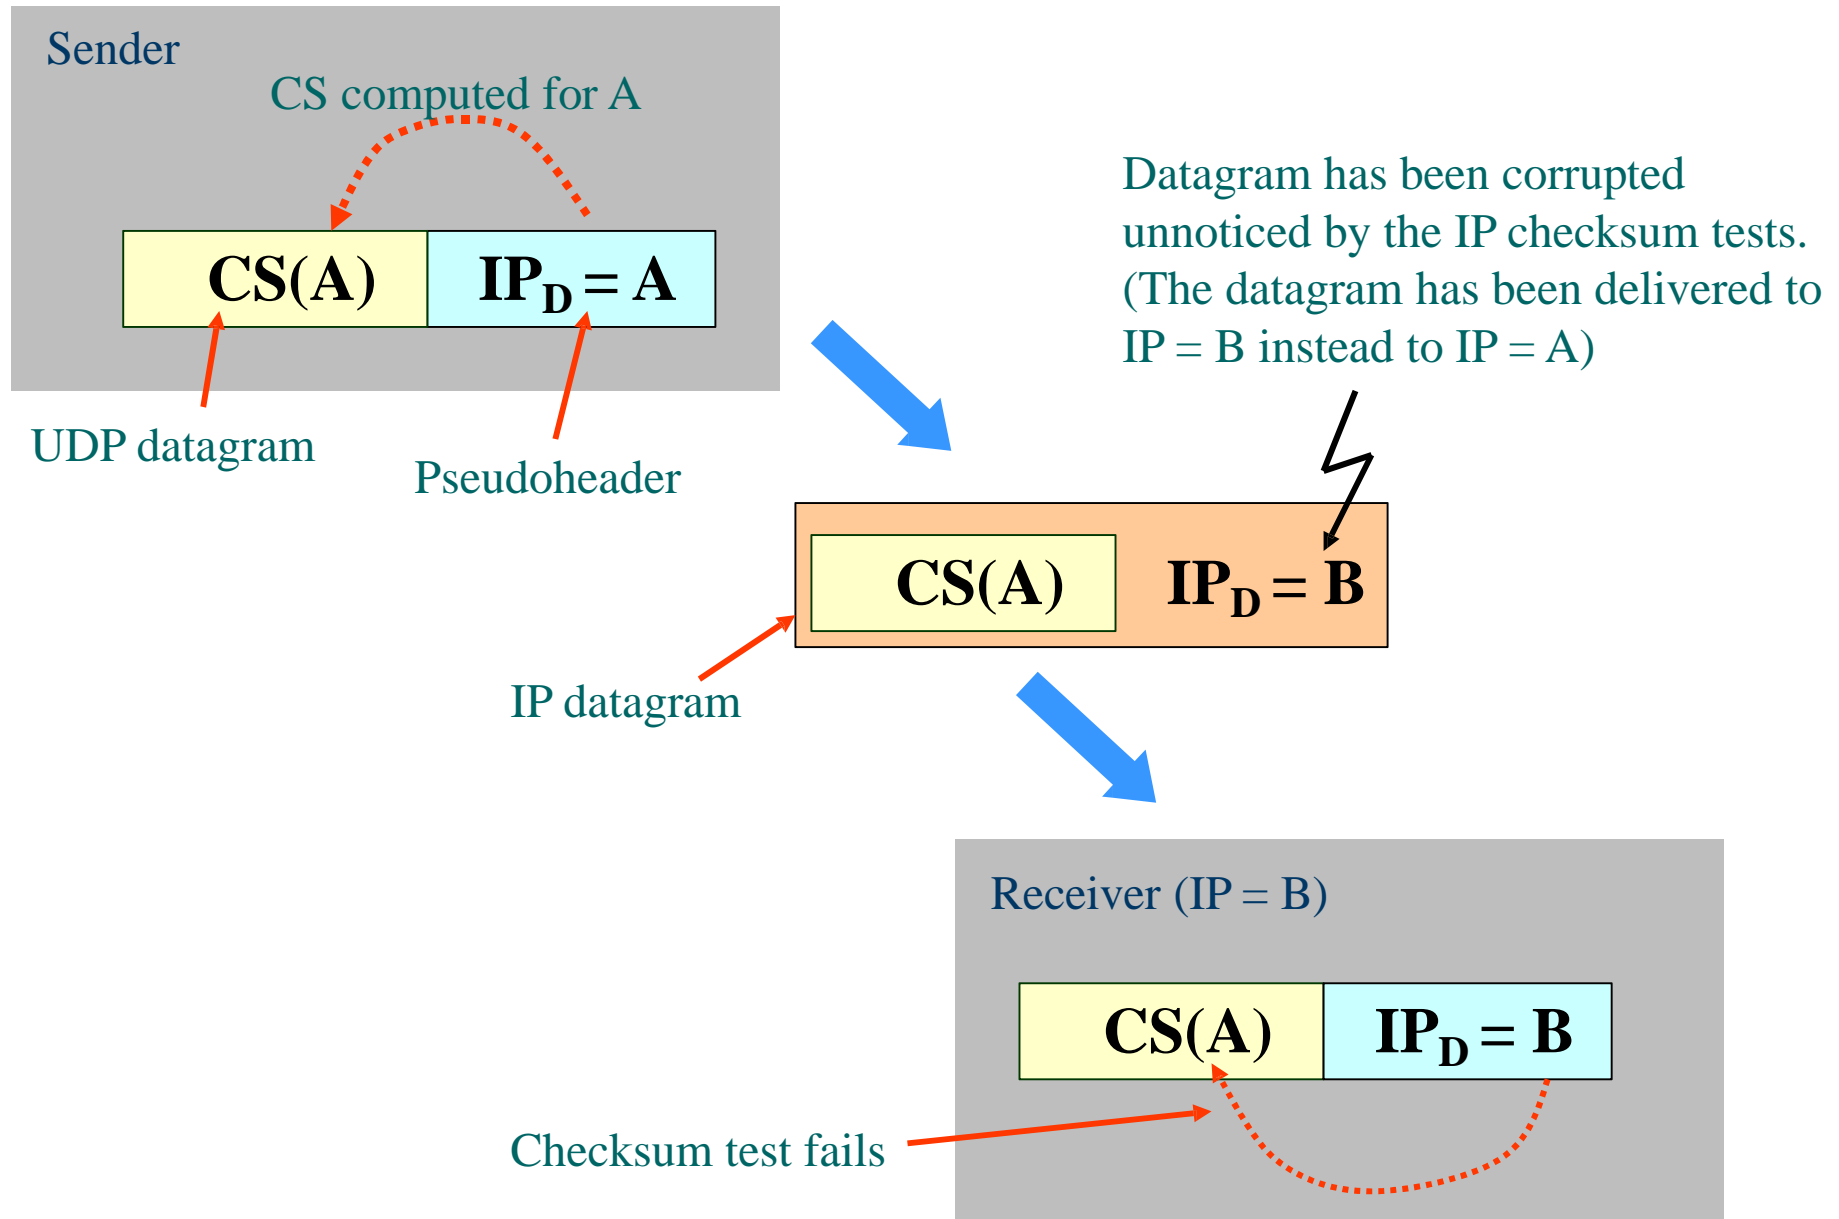 Sender
CS computed for A
CS(A)
IPD = A
UDP datagram
Pseudoheader
Datagram has been corrupted
unnoticed by the IP checksum tests.
(The datagram has been delivered to
IP = B instead to IP = A)
CS(A)
IPD = B
IP datagram
Receiver (IP = B)
CS(A)
IPD = B
Checksum test fails